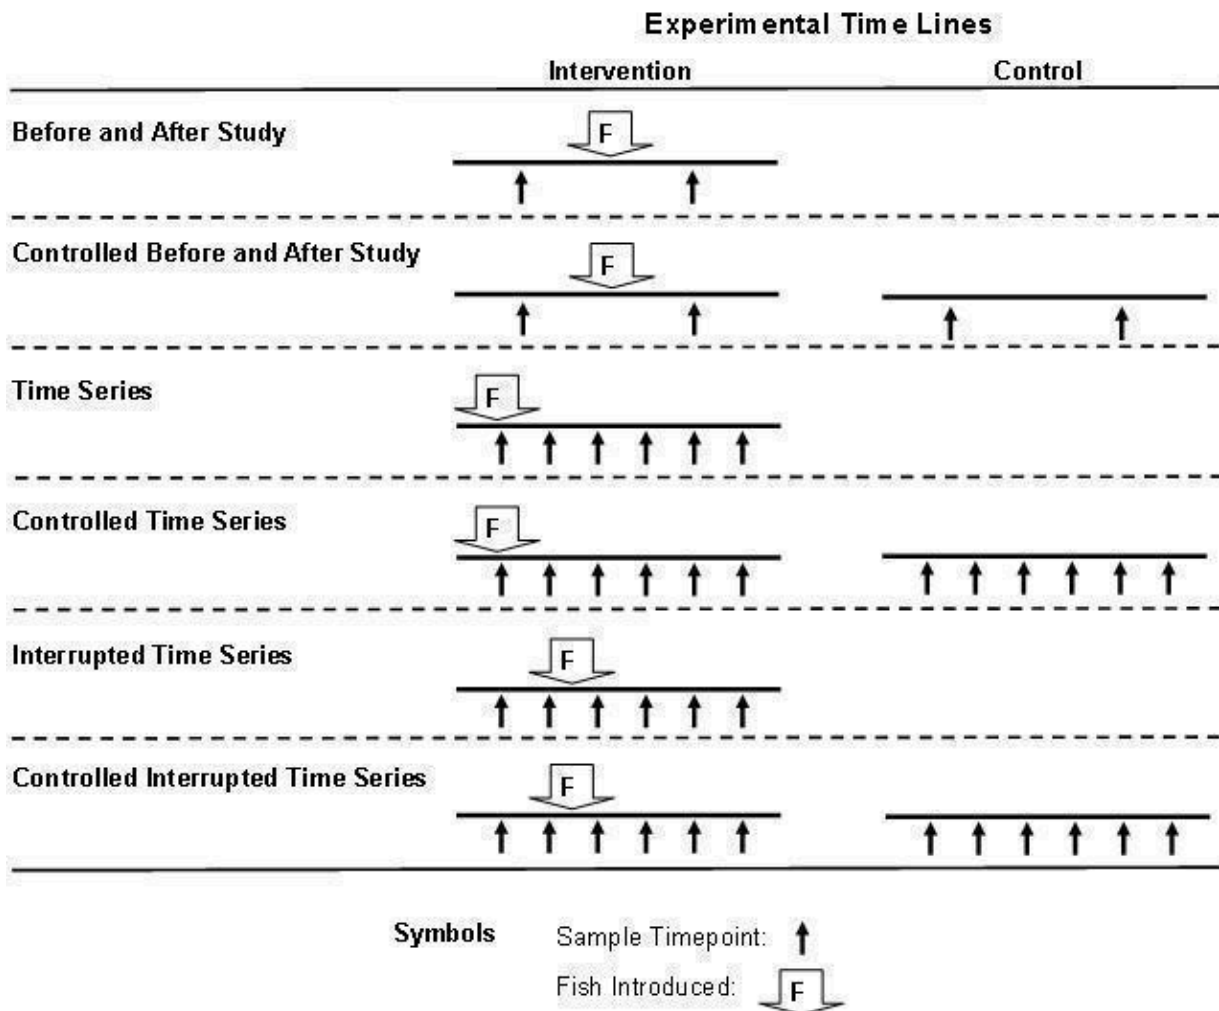 Experimental Time Lines
Intervention Control
Before and After Study
F
Controlled Before and After Study
F
Time Series
F
Controlled Time Series
F
Interrupted Time Series
F
Controlled Interrupted Time Series
F
Symbols Sample Timepoint:
Fish Introduced: F